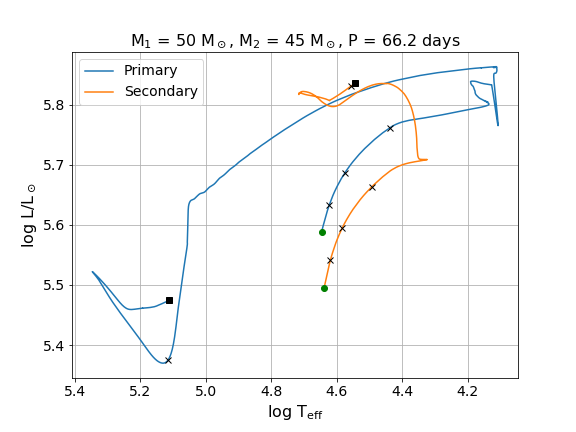 M₁ = 50 M⊙, M₂ = 45 M⊙, P = 66.2 days
Primary
Secondary
5.8
5.7
5.6
5.5
5.4
log L/L⊙
5.4 5.2 5.0 4.8 4.6 4.4 4.2
log T_eff